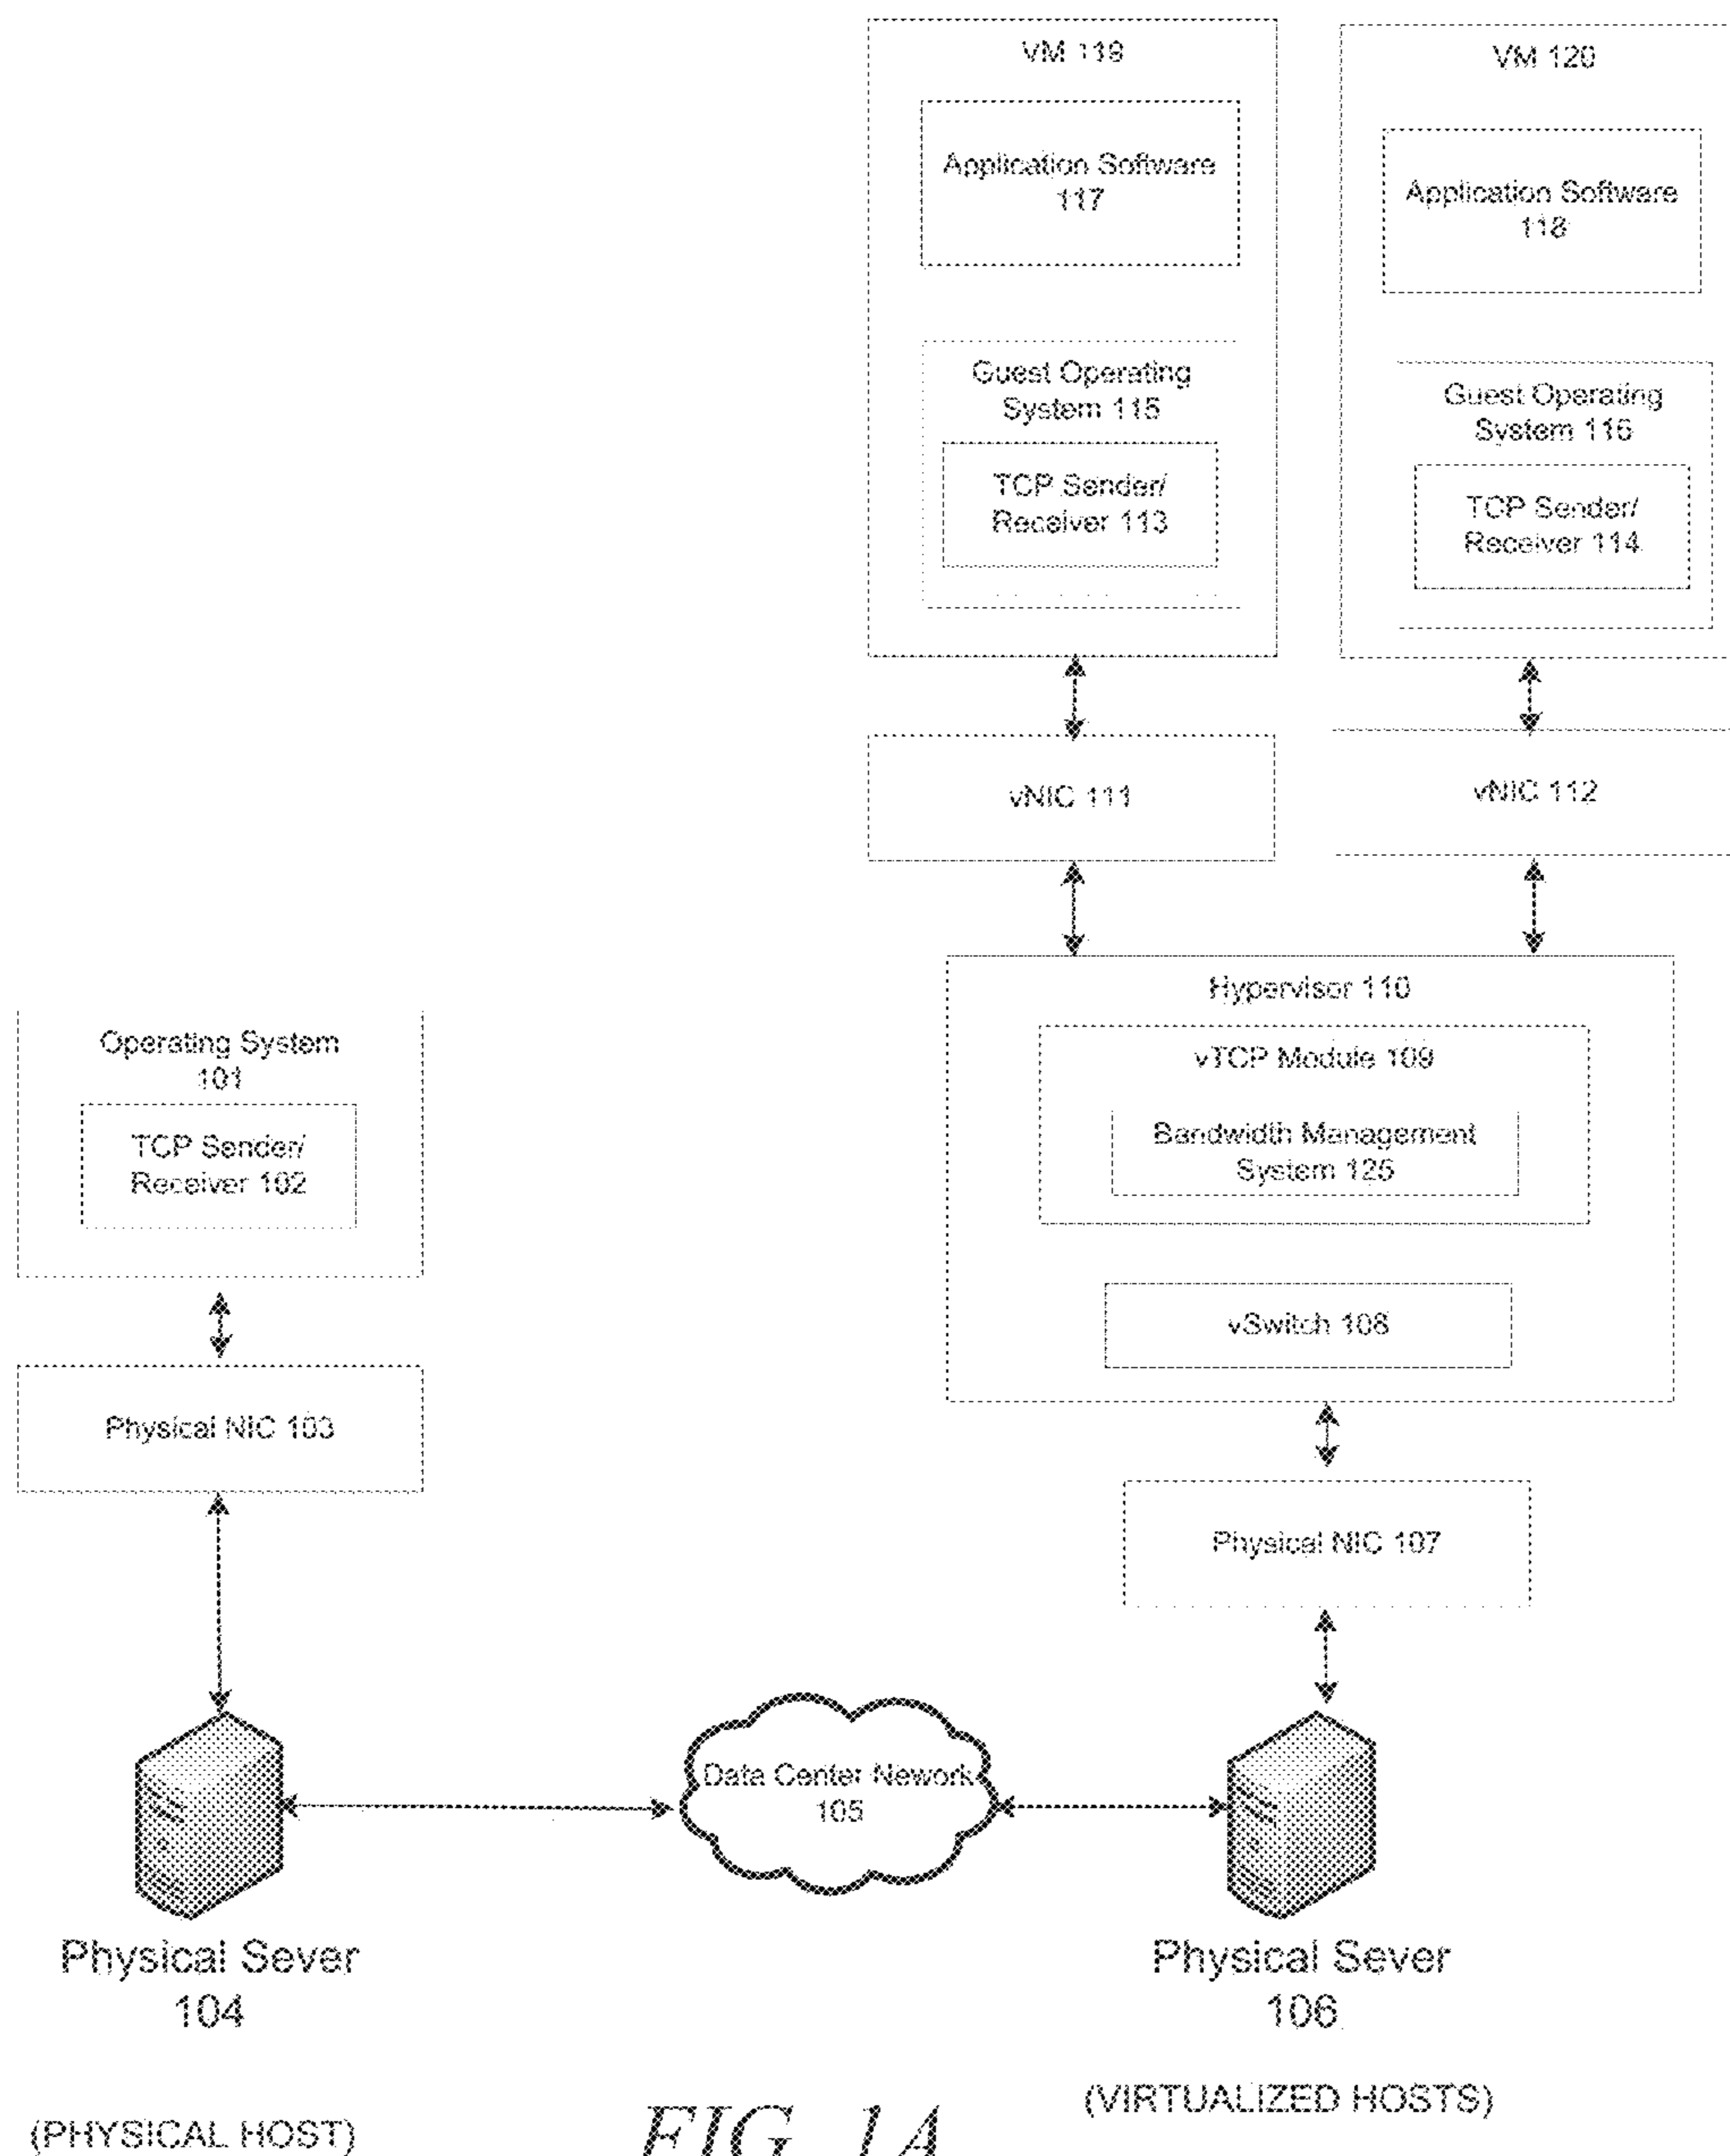 VM 119
Application Software
117
Guest Operating
System 115
TCP Sender/
Receiver 113
VM 120
Application Software
118
Guest Operating
System 116
TCP Sender/
Receiver 114
vNIC 111
vNIC 112
Hypervisor 110
vTCP Module 109
Bandwidth Management
System 125
vSwitch 108
Physical NIC 107
Operating System
101
TCP Sender/
Receiver 102
Physical NIC 103
Data Center Nework
105
Physical Sever
104
(PHYSICAL HOST)
Physical Sever
106
(VIRTUALIZED HOSTS)
FIG. 1A